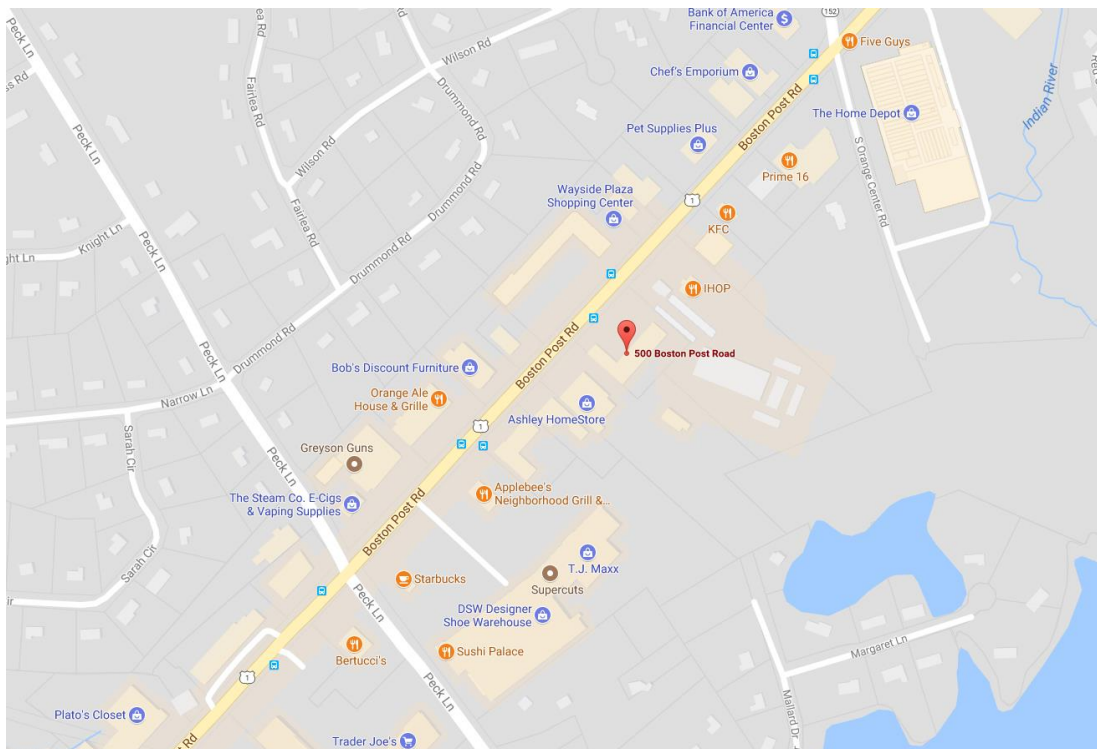 Bank of America
Financial Center
152
Five Guys
Peck Ln
Wilson Rd
Fairlea Rd
Chef's Emporium
Boston Post Rd
The Home Depot
Indian River
Drummond Rd
Pet Supplies Plus
S Orange Center Rd
Wilson Rd
Prime 16
Drummond Rd
Wayside Plaza
Shopping Center
1
Fairlea Rd
KFC
Knight Ln
Peck Ln
Drummond Rd
IHOP
Boston Post Rd
500 Boston Post Road
Drummond Rd
Peck Ln
Bob's Discount Furniture
Narrow Ln
Orange Ale
House & Grille
Ashley HomeStore
1
Sarah Cir
Greyson Guns
Peck Ln
Applebee's
Neighborhood Grill &...
The Steam Co. E-Cigs
& Vaping Supplies
Boston Post Rd
Sarah Cir
T.J. Maxx
Starbucks
Supercuts
Peck Ln
DSW Designer
Shoe Warehouse
Margaret Ln
Sushi Palace
Bertucci's
1
Peck Ln
Mallard Dr
Plato's Closet
Trader Joe's